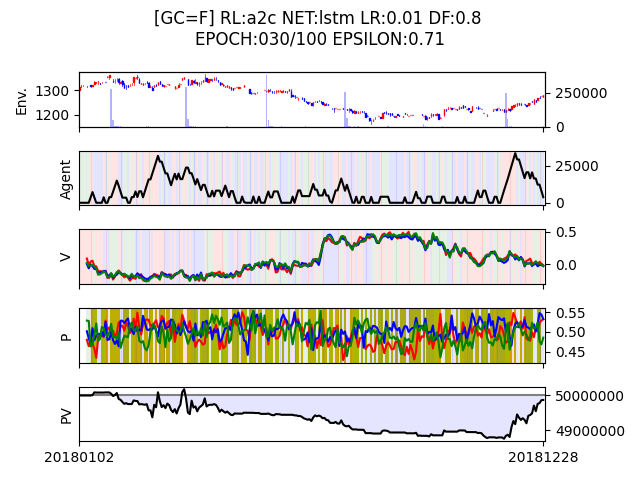 [GC=F] RL:a2c NET:lstm LR:0.01 DF:0.8
EPOCH:030/100 EPSILON:0.71
Env.
1300
1200
250000
0
Agent
25000
0
V
0.5
0.0
P
0.55
0.50
0.45
PV
50000000
49000000
20180102
20181228